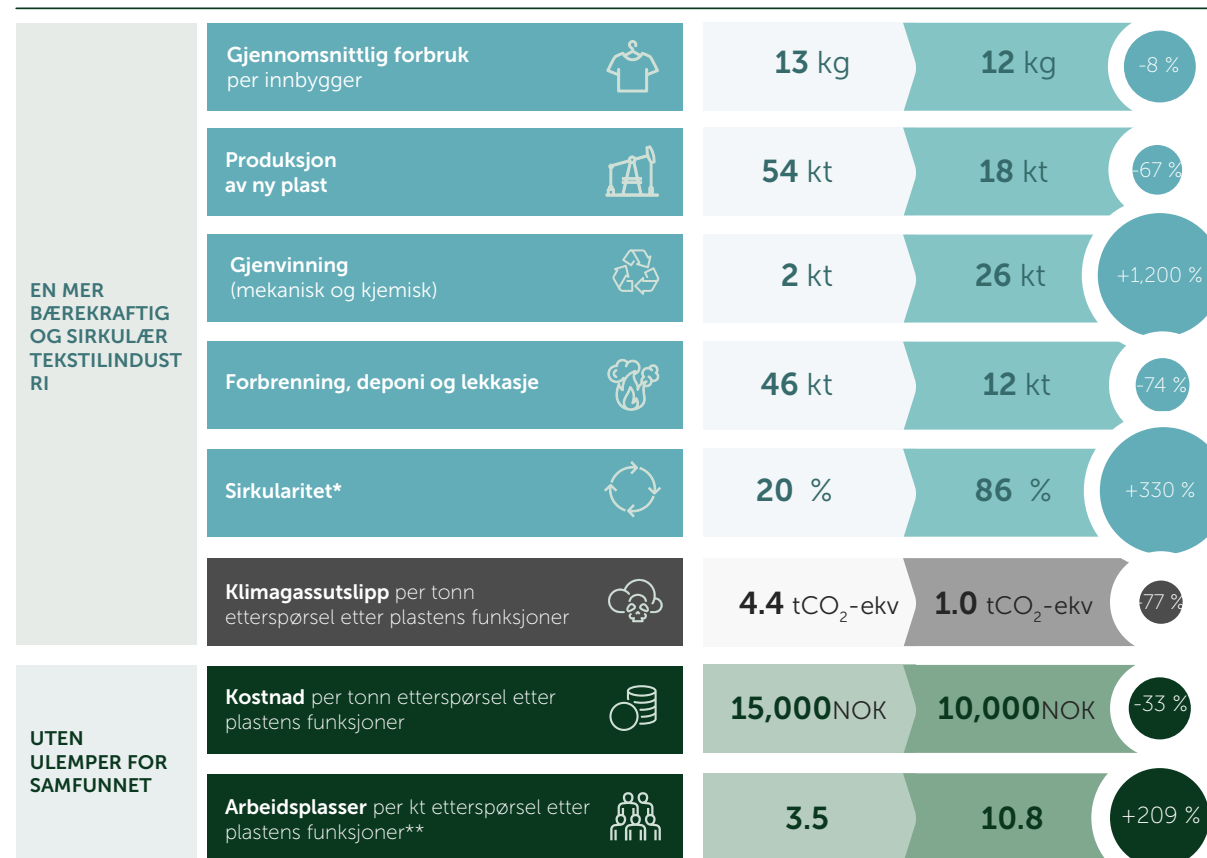 EN MER
BÆREKRAFTIG
OG SIRKULÆR
TEKSTILINDUST
RI
Gjennomsnittlig forbruk
per innbygger
13 kg
12 kg
-8 %
Produksjon
av ny plast
54 kt
18 kt
-67 %
Gjenvinning
(mekanisk og kjemisk)
2 kt
26 kt
+1,200 %
Forbrenning, deponi og lekkasje
46 kt
12 kt
-74 %
Sirkularitet*
20 %
86 %
+330 %
Klimagassutslipp per tonn
etterspørsel etter plastens funksjoner
4.4 tCO₂-ekv
1.0 tCO₂-ekv
-77 %
UTEN
ULEMPER FOR
SAMFUNNET
Kostnad per tonn etterspørsel etter
plastens funksjoner
15,000NOK
10,000NOK
-33 %
Arbeidsplasser per kt etterspørsel etter
plastens funksjoner**
3.5
10.8
+209 %